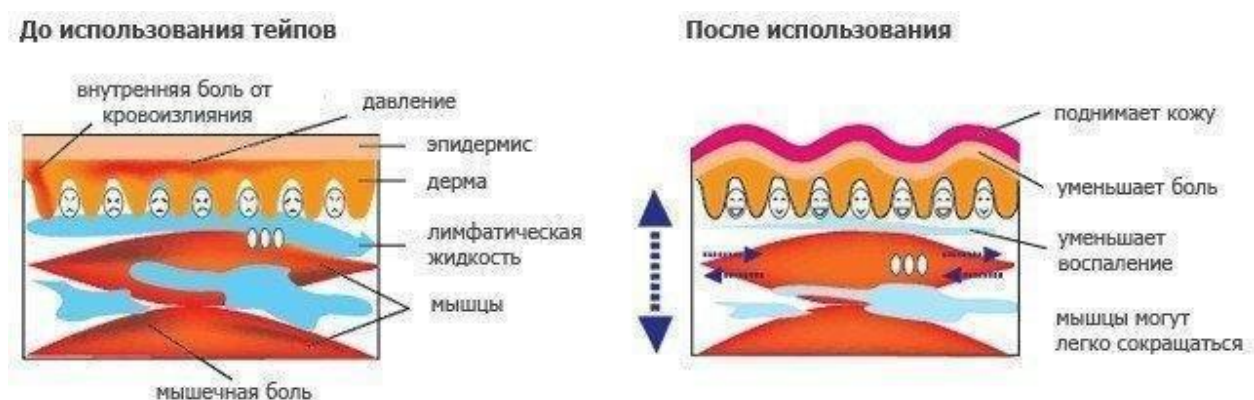 До использования тейпов
внутренняя боль от
кровоизлияния
давление
эпидермис
дерма
лимфатическая
жидкость
мышцы
мышечная боль
После использования
поднимает кожу
уменьшает боль
уменьшает
воспаление
мышцы могут
легко сокращаться